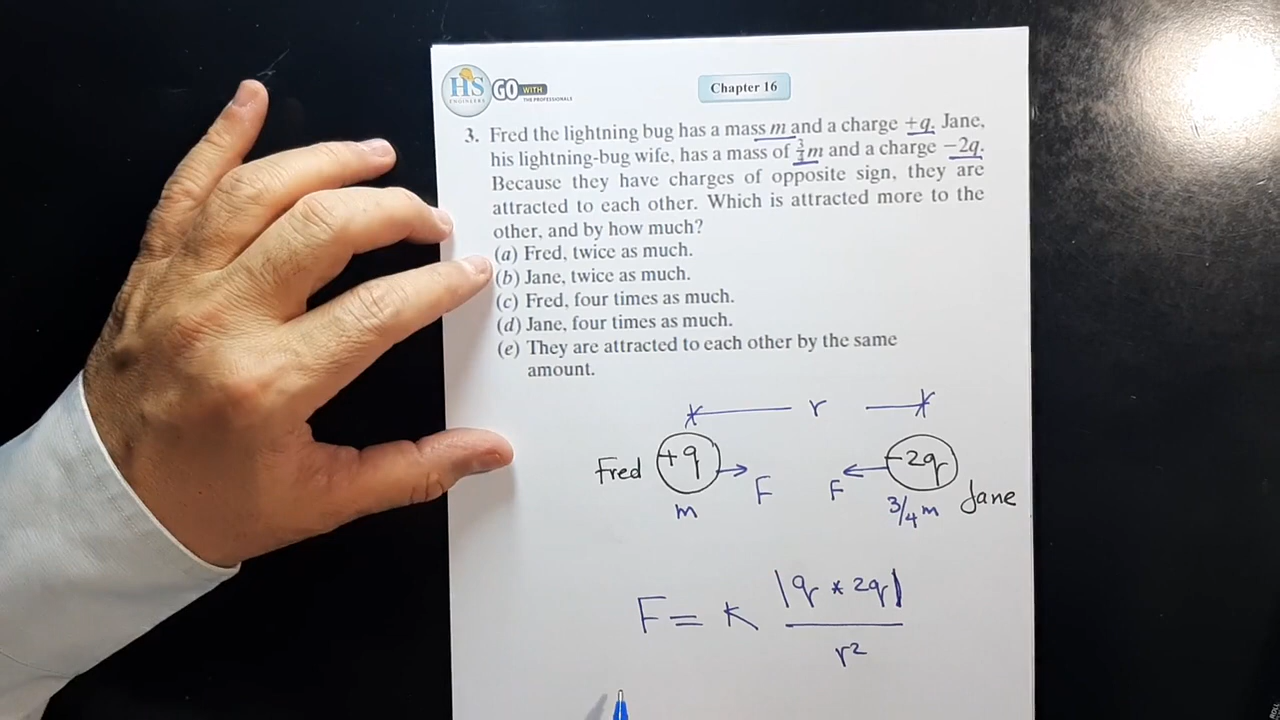 HS GO WITH
ENGINEERS THE PROFESSIONALS
Chapter 16
3. Fred the lightning bug has a mass m and a charge +q. Jane,
his lightning-bug wife, has a mass of 3/4 m and a charge −2q.
Because they have charges of opposite sign, they are
attracted to each other. Which is attracted more to the
other, and by how much?
(a) Fred, twice as much.
(b) Jane, twice as much.
(c) Fred, four times as much.
(d) Jane, four times as much.
(e) They are attracted to each other by the same
amount.
r
Fred +q F F −2q Jane
m 3/4 m
F = K |q * 2q| / r²